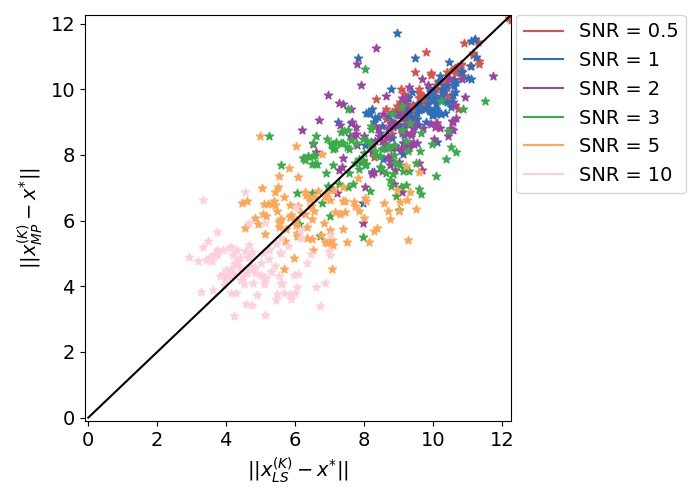 12
10
8
6
4
2
0
||x_{MP}^{(K)} − x*||
0 2 4 6 8 10 12
||x_{LS}^{(K)} − x*||
SNR = 0.5
SNR = 1
SNR = 2
SNR = 3
SNR = 5
SNR = 10